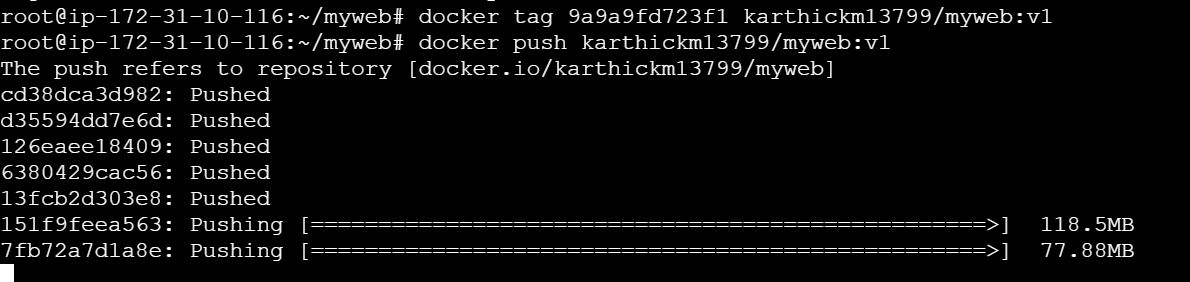 root@ip-172-31-10-116:~/myweb# docker tag 9a9a9fd723f1 karthickm13799/myweb:v1
root@ip-172-31-10-116:~/myweb# docker push karthickm13799/myweb:v1
The push refers to repository [docker.io/karthickm13799/myweb]
cd38dca3d982: Pushed
d35594dd7e6d: Pushed
126eaee18409: Pushed
6380429cac56: Pushed
13fcb2d303e8: Pushed
151f9feea563: Pushing [==================================================>]  118.5MB
7fb72a7d1a8e: Pushing [==================================================>]  77.88MB